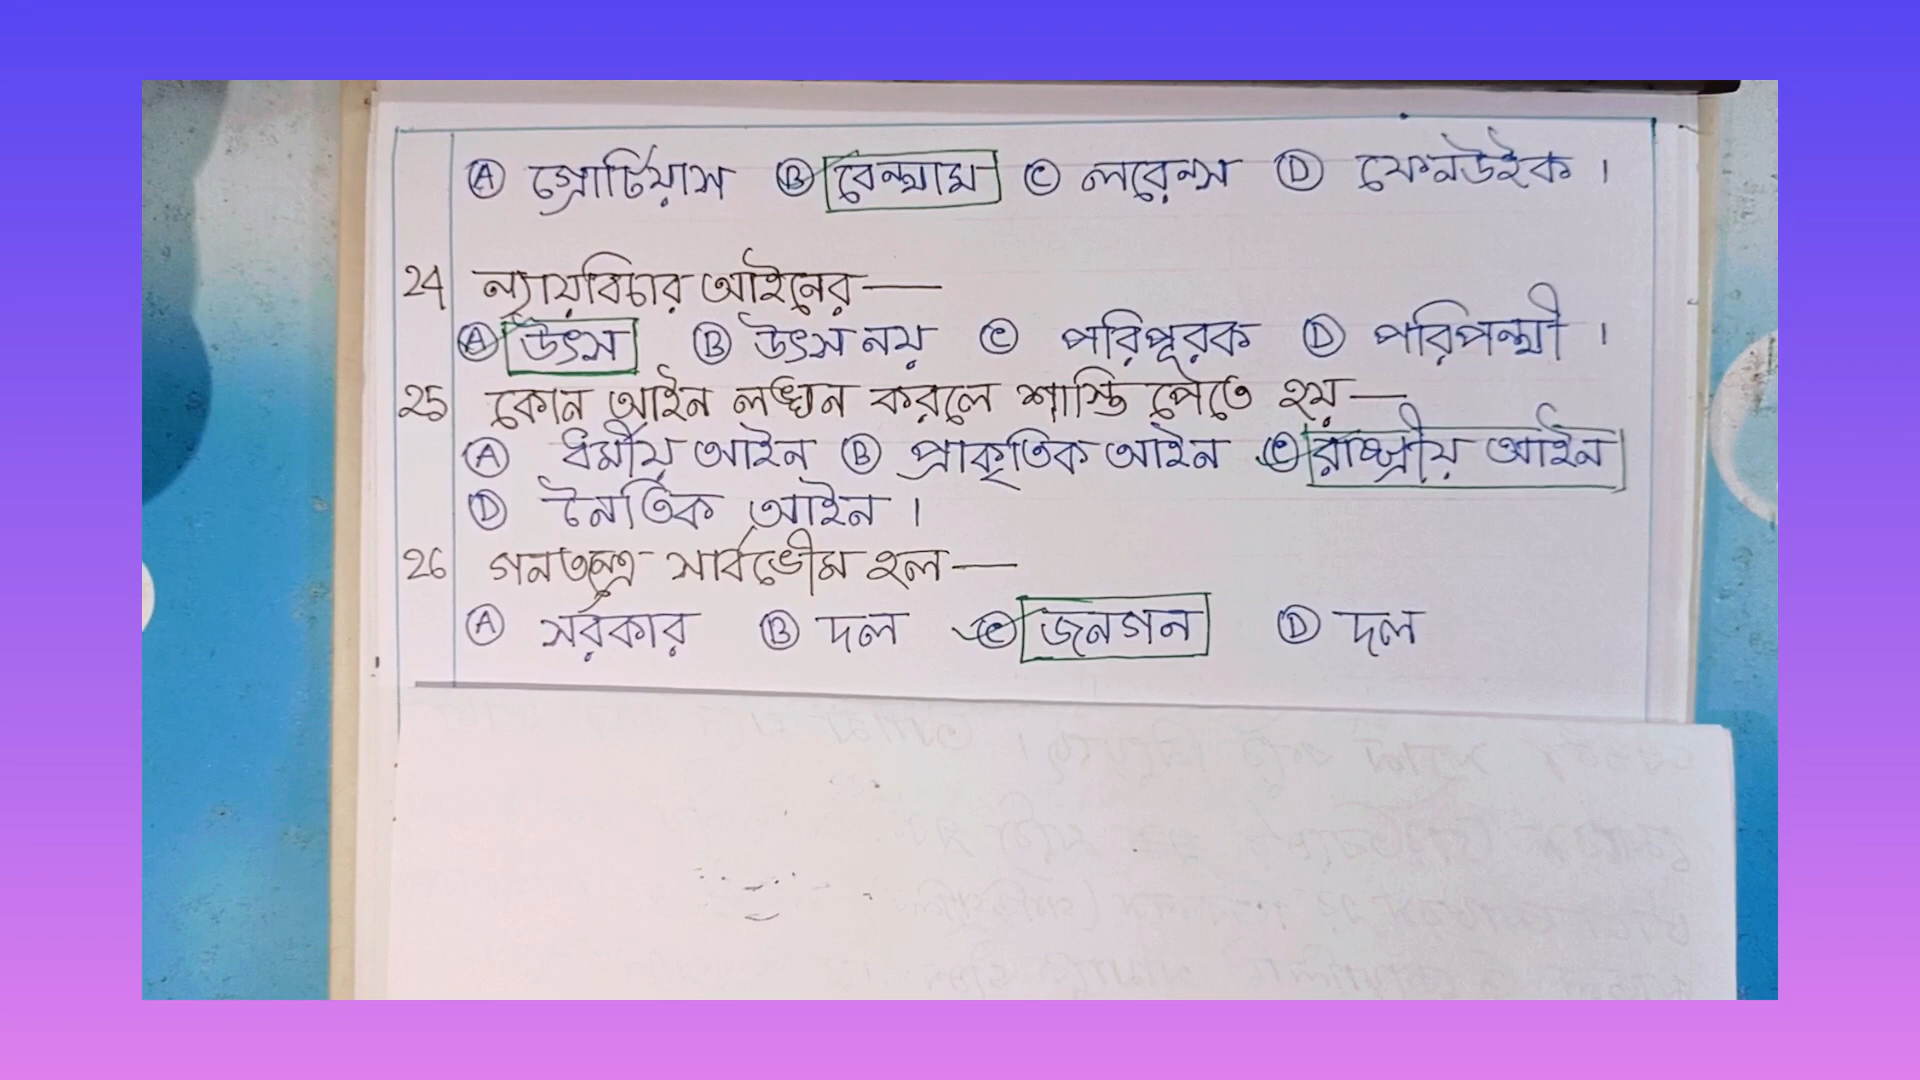 Ⓐ গ্রোটিয়াস Ⓑ বেন্থাম Ⓒ লরেন্স Ⓓ ফেনউইক ।
24 ন্যায়বিচার আইনের —
Ⓐ উৎস Ⓑ উৎস নয় Ⓒ পরিপূরক Ⓓ পরিপন্থী ।
25 কোন আইন লঙ্ঘন করলে শাস্তি পেতে হয় —
Ⓐ ধর্মীয় আইন Ⓑ প্রাকৃতিক আইন Ⓒ রাষ্ট্রীয় আইন
Ⓓ নৈতিক আইন ।
26 গনতন্ত্রে সার্বভৌম হল —
Ⓐ সরকার Ⓑ দল Ⓒ জনগন Ⓓ দল